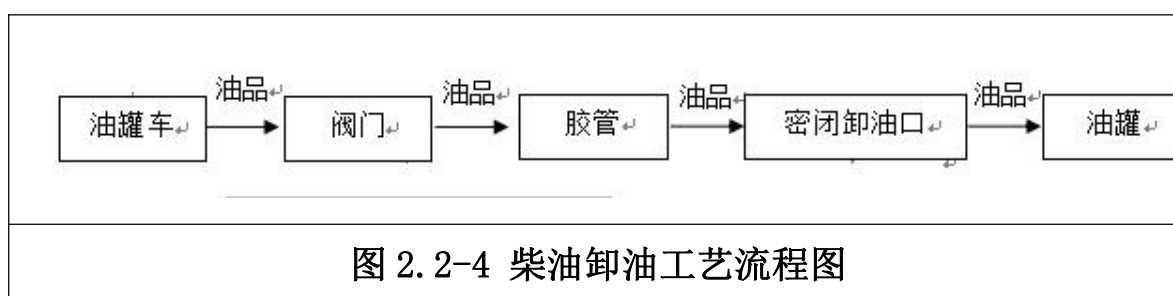 油品 油品 油品 油品
油罐车 阀门 胶管 密闭卸油口 油罐
图 2.2-4 柴油卸油工艺流程图